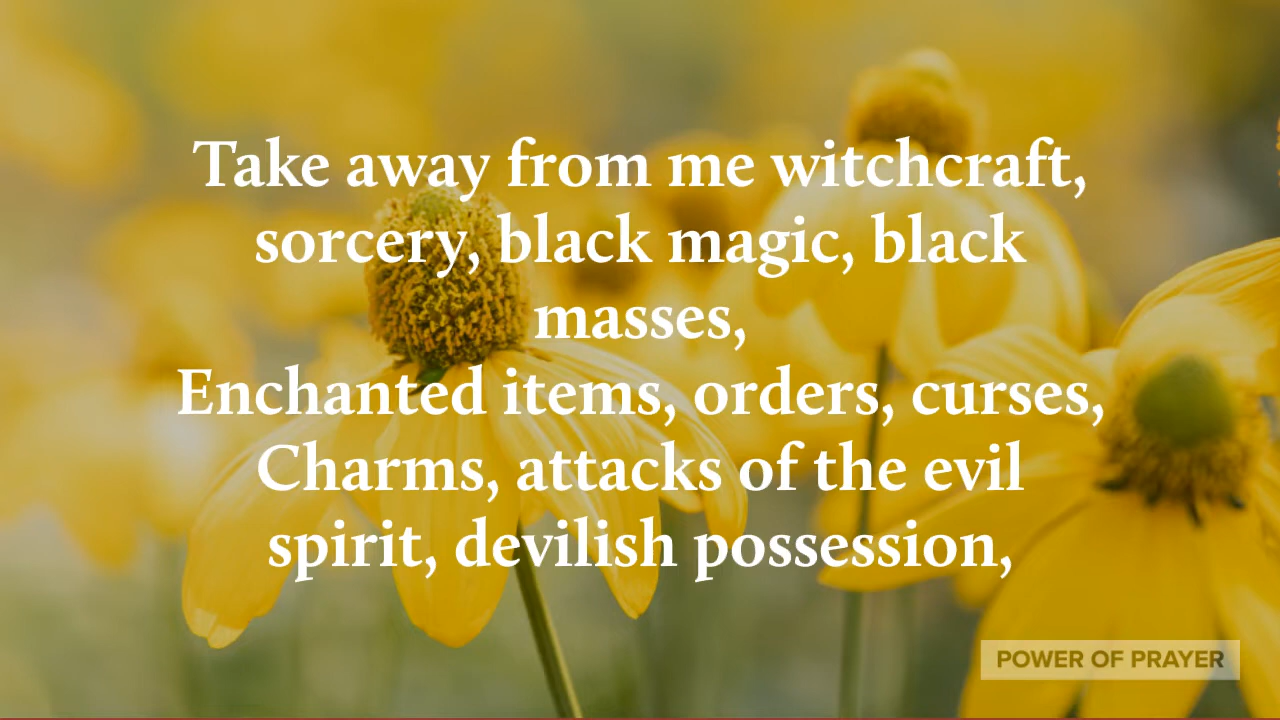 Take away from me witchcraft,
sorcery, black magic, black
masses,
Enchanted items, orders, curses,
Charms, attacks of the evil
spirit, devilish possession,
POWER OF PRAYER